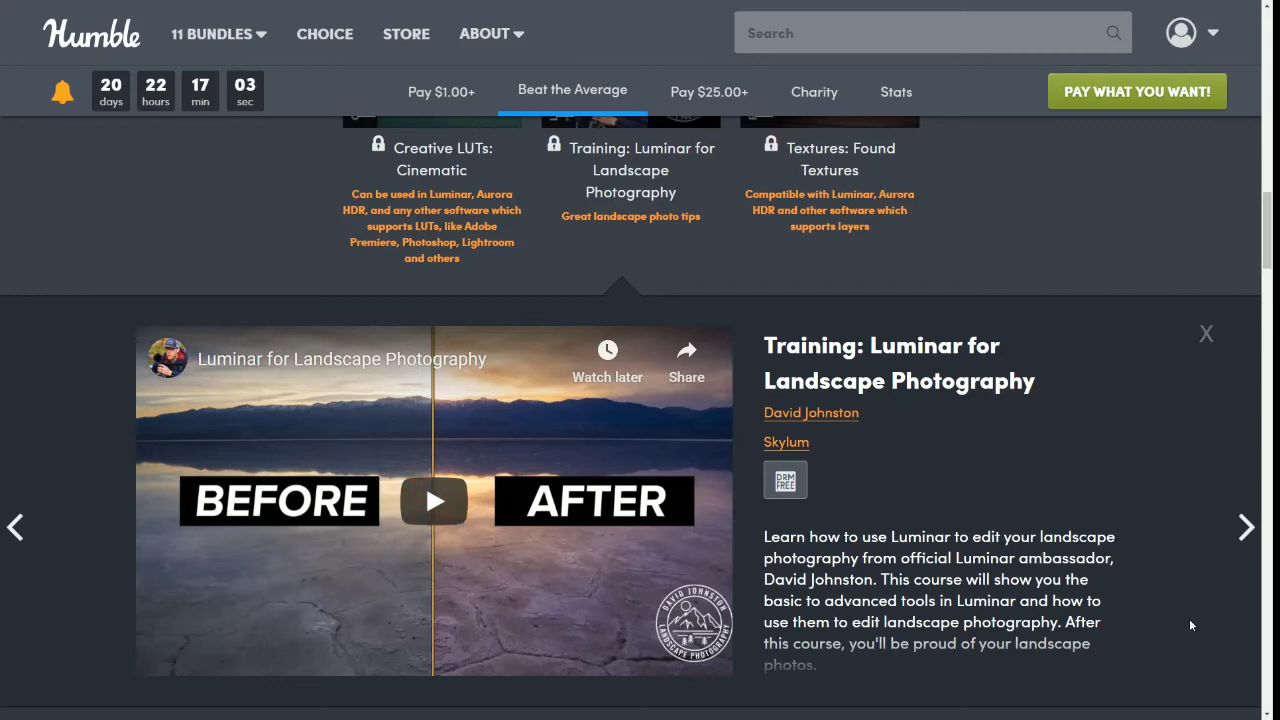 Humble
11 BUNDLES
CHOICE
STORE
ABOUT
Search
20
days
22
hours
17
min
03
sec
Pay $1.00+
Beat the Average
Pay $25.00+
Charity
Stats
PAY WHAT YOU WANT!
Creative LUTs:
Cinematic
Can be used in Luminar, Aurora
HDR, and any other software which
supports LUTs, like Adobe
Premiere, Photoshop, Lightroom
and others
Training: Luminar for
Landscape
Photography
Great landscape photo tips
Textures: Found
Textures
Compatible with Luminar, Aurora
HDR and other software which
supports layers
Luminar for Landscape Photography
Watch later
Share
BEFORE
AFTER
DAVID JOHNSTON
LANDSCAPE PHOTOGRAPHY
X
Training: Luminar for
Landscape Photography
David Johnston
Skylum
DRM
FREE
Learn how to use Luminar to edit your landscape
photography from official Luminar ambassador,
David Johnston. This course will show you the
basic to advanced tools in Luminar and how to
use them to edit landscape photography. After
this course, you'll be proud of your landscape
photos.